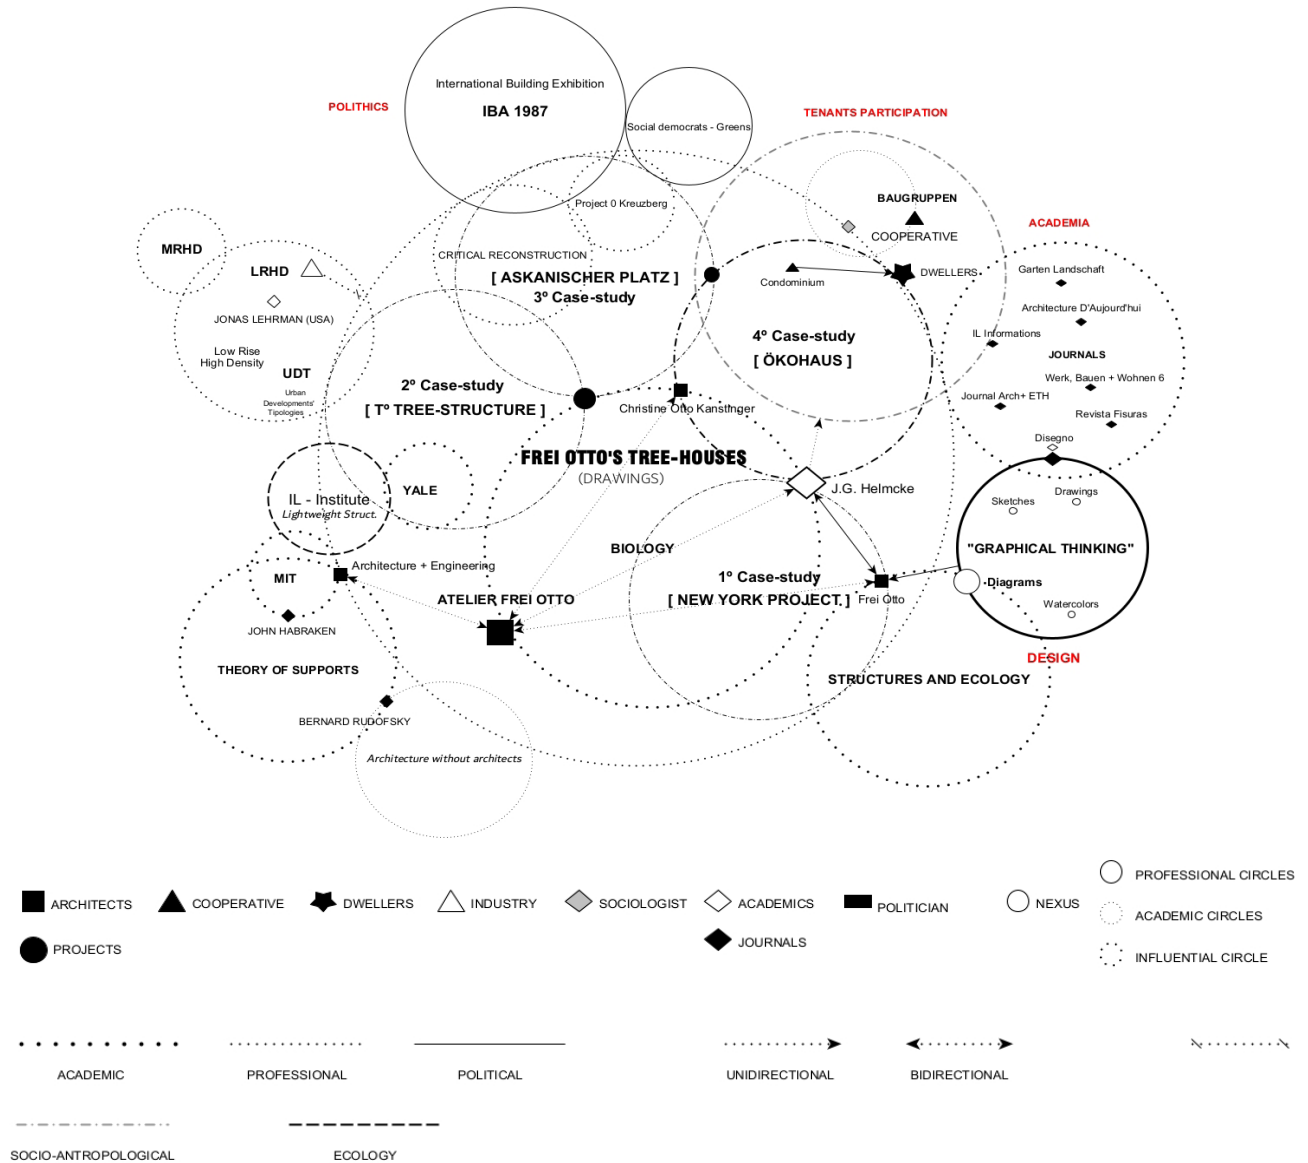 International Building Exhibition
IBA 1987
POLITHICS
Social democrats - Greens
TENANTS PARTICIPATION
Project 0 Kreuzberg
BAUGRUPPEN
COOPERATIVE
ACADEMIA
MRHD
LRHD
CRITICAL RECONSTRUCTION
[ ASKANISCHER PLATZ ]
3º Case-study
Condominium
DWELLERS
Garten Landschaft
Architecture D'Aujourd'hui
IL Informations
JOURNALS
Werk, Bauen + Wohnen 6
Journal Arch+ ETH
Revista Fisuras
Disegno
JONAS LEHRMAN (USA)
Low Rise
High Density
UDT
Urban
Developments'
Tipologies
4º Case-study
[ ÖKOHAUS ]
2º Case-study
[ Tº TREE-STRUCTURE ]
Christine Otto Kanstinger
FREI OTTO'S TREE-HOUSES
(DRAWINGS)
YALE
IL - Institute
Lightweight Struct.
J.G. Helmcke
Sketches
Drawings
"GRAPHICAL THINKING"
Diagrams
Watercolors
DESIGN
BIOLOGY
Architecture + Engineering
MIT
ATELIER FREI OTTO
1º Case-study
[ NEW YORK PROJECT ]
Frei Otto
JOHN HABRAKEN
THEORY OF SUPPORTS
STRUCTURES AND ECOLOGY
BERNARD RUDOFSKY
Architecture without architects
ARCHITECTS
COOPERATIVE
DWELLERS
INDUSTRY
SOCIOLOGIST
ACADEMICS
POLITICIAN
NEXUS
PROFESSIONAL CIRCLES
ACADEMIC CIRCLES
INFLUENTIAL CIRCLE
PROJECTS
JOURNALS
ACADEMIC
PROFESSIONAL
POLITICAL
UNIDIRECTIONAL
BIDIRECTIONAL
SOCIO-ANTROPOLOGICAL
ECOLOGY